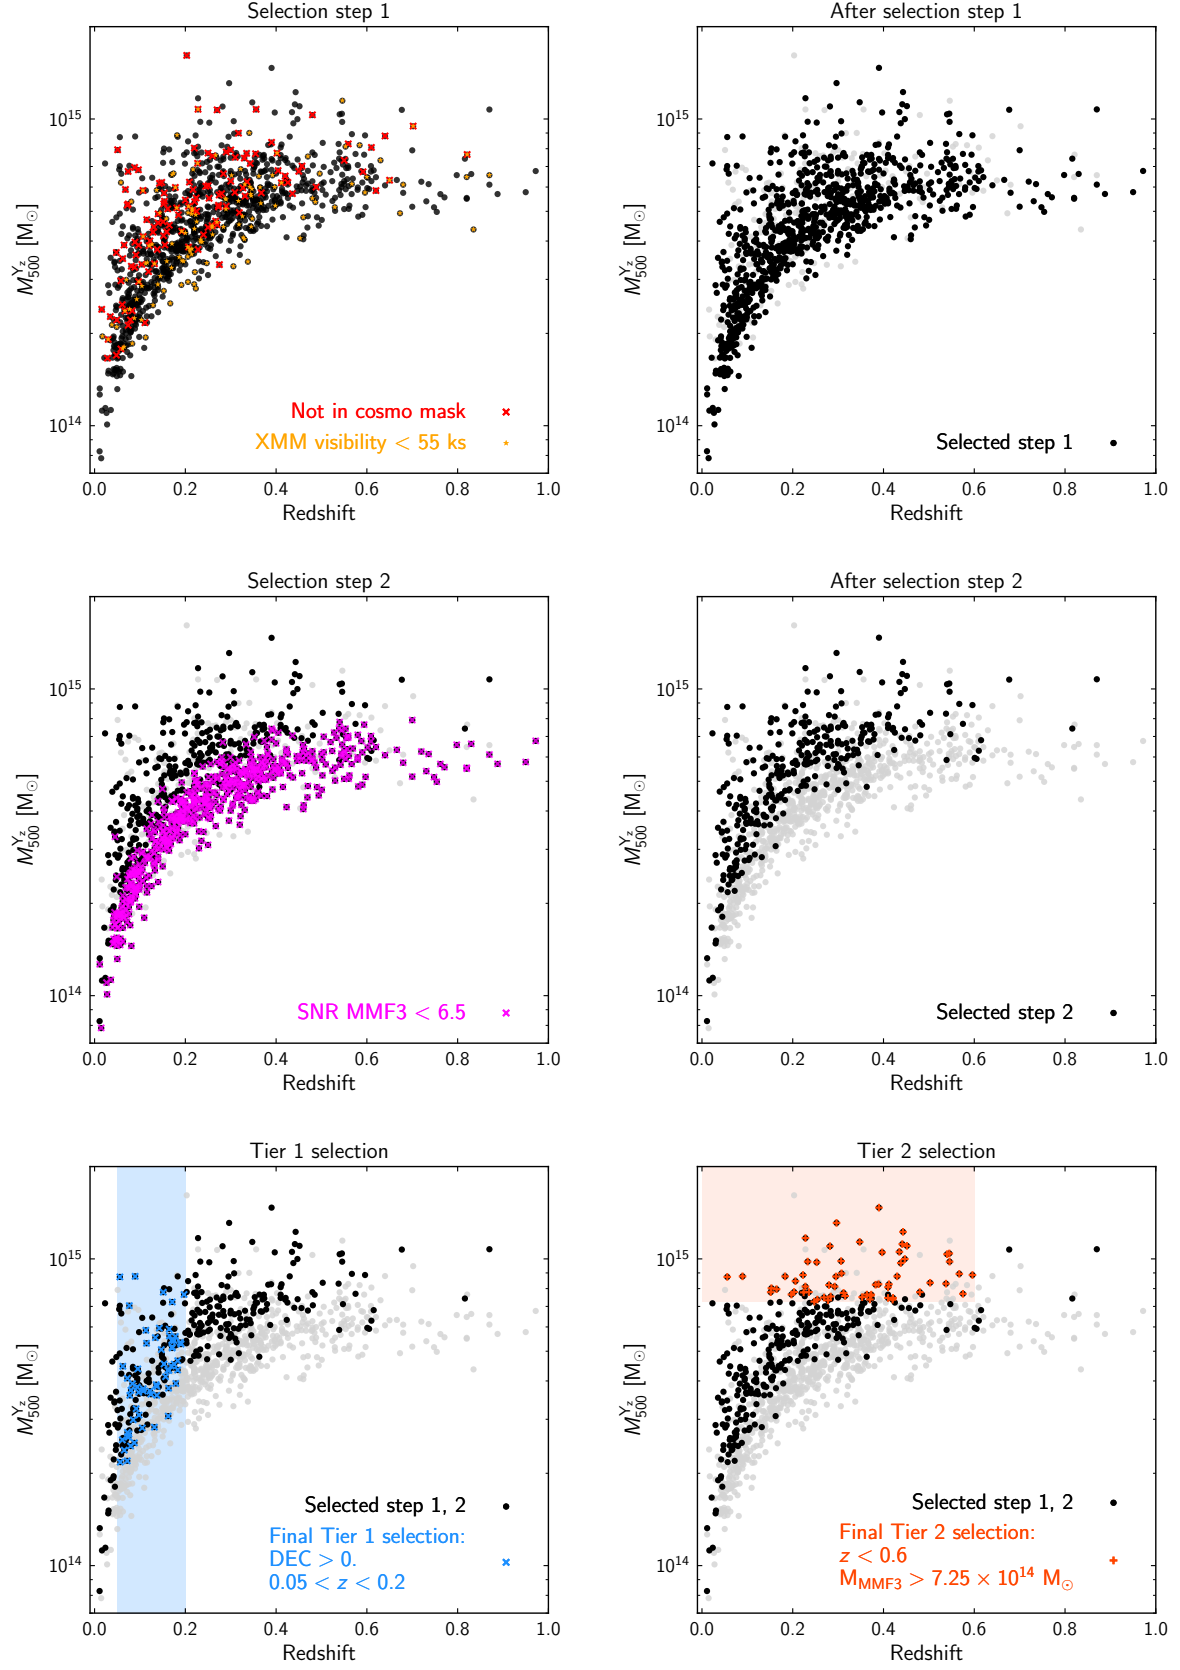 Selection step 1
After selection step 1
10^15
10^14
M_500^{Y_z} [M_⊙]
Not in cosmo mask
XMM visibility < 55 ks
0.0 0.2 0.4 0.6 0.8 1.0
Redshift
10^15
10^14
M_500^{Y_z} [M_⊙]
Selected step 1
0.0 0.2 0.4 0.6 0.8 1.0
Redshift
Selection step 2
After selection step 2
10^15
10^14
M_500^{Y_z} [M_⊙]
SNR MMF3 < 6.5
0.0 0.2 0.4 0.6 0.8 1.0
Redshift
10^15
10^14
M_500^{Y_z} [M_⊙]
Selected step 2
0.0 0.2 0.4 0.6 0.8 1.0
Redshift
Tier 1 selection
Tier 2 selection
10^15
10^14
M_500^{Y_z} [M_⊙]
Selected step 1, 2
Final Tier 1 selection:
DEC > 0.
0.05 < z < 0.2
0.0 0.2 0.4 0.6 0.8 1.0
Redshift
10^15
10^14
M_500^{Y_z} [M_⊙]
Selected step 1, 2
Final Tier 2 selection:
z < 0.6
M_MMF3 > 7.25 × 10^14 M_⊙
0.0 0.2 0.4 0.6 0.8 1.0
Redshift